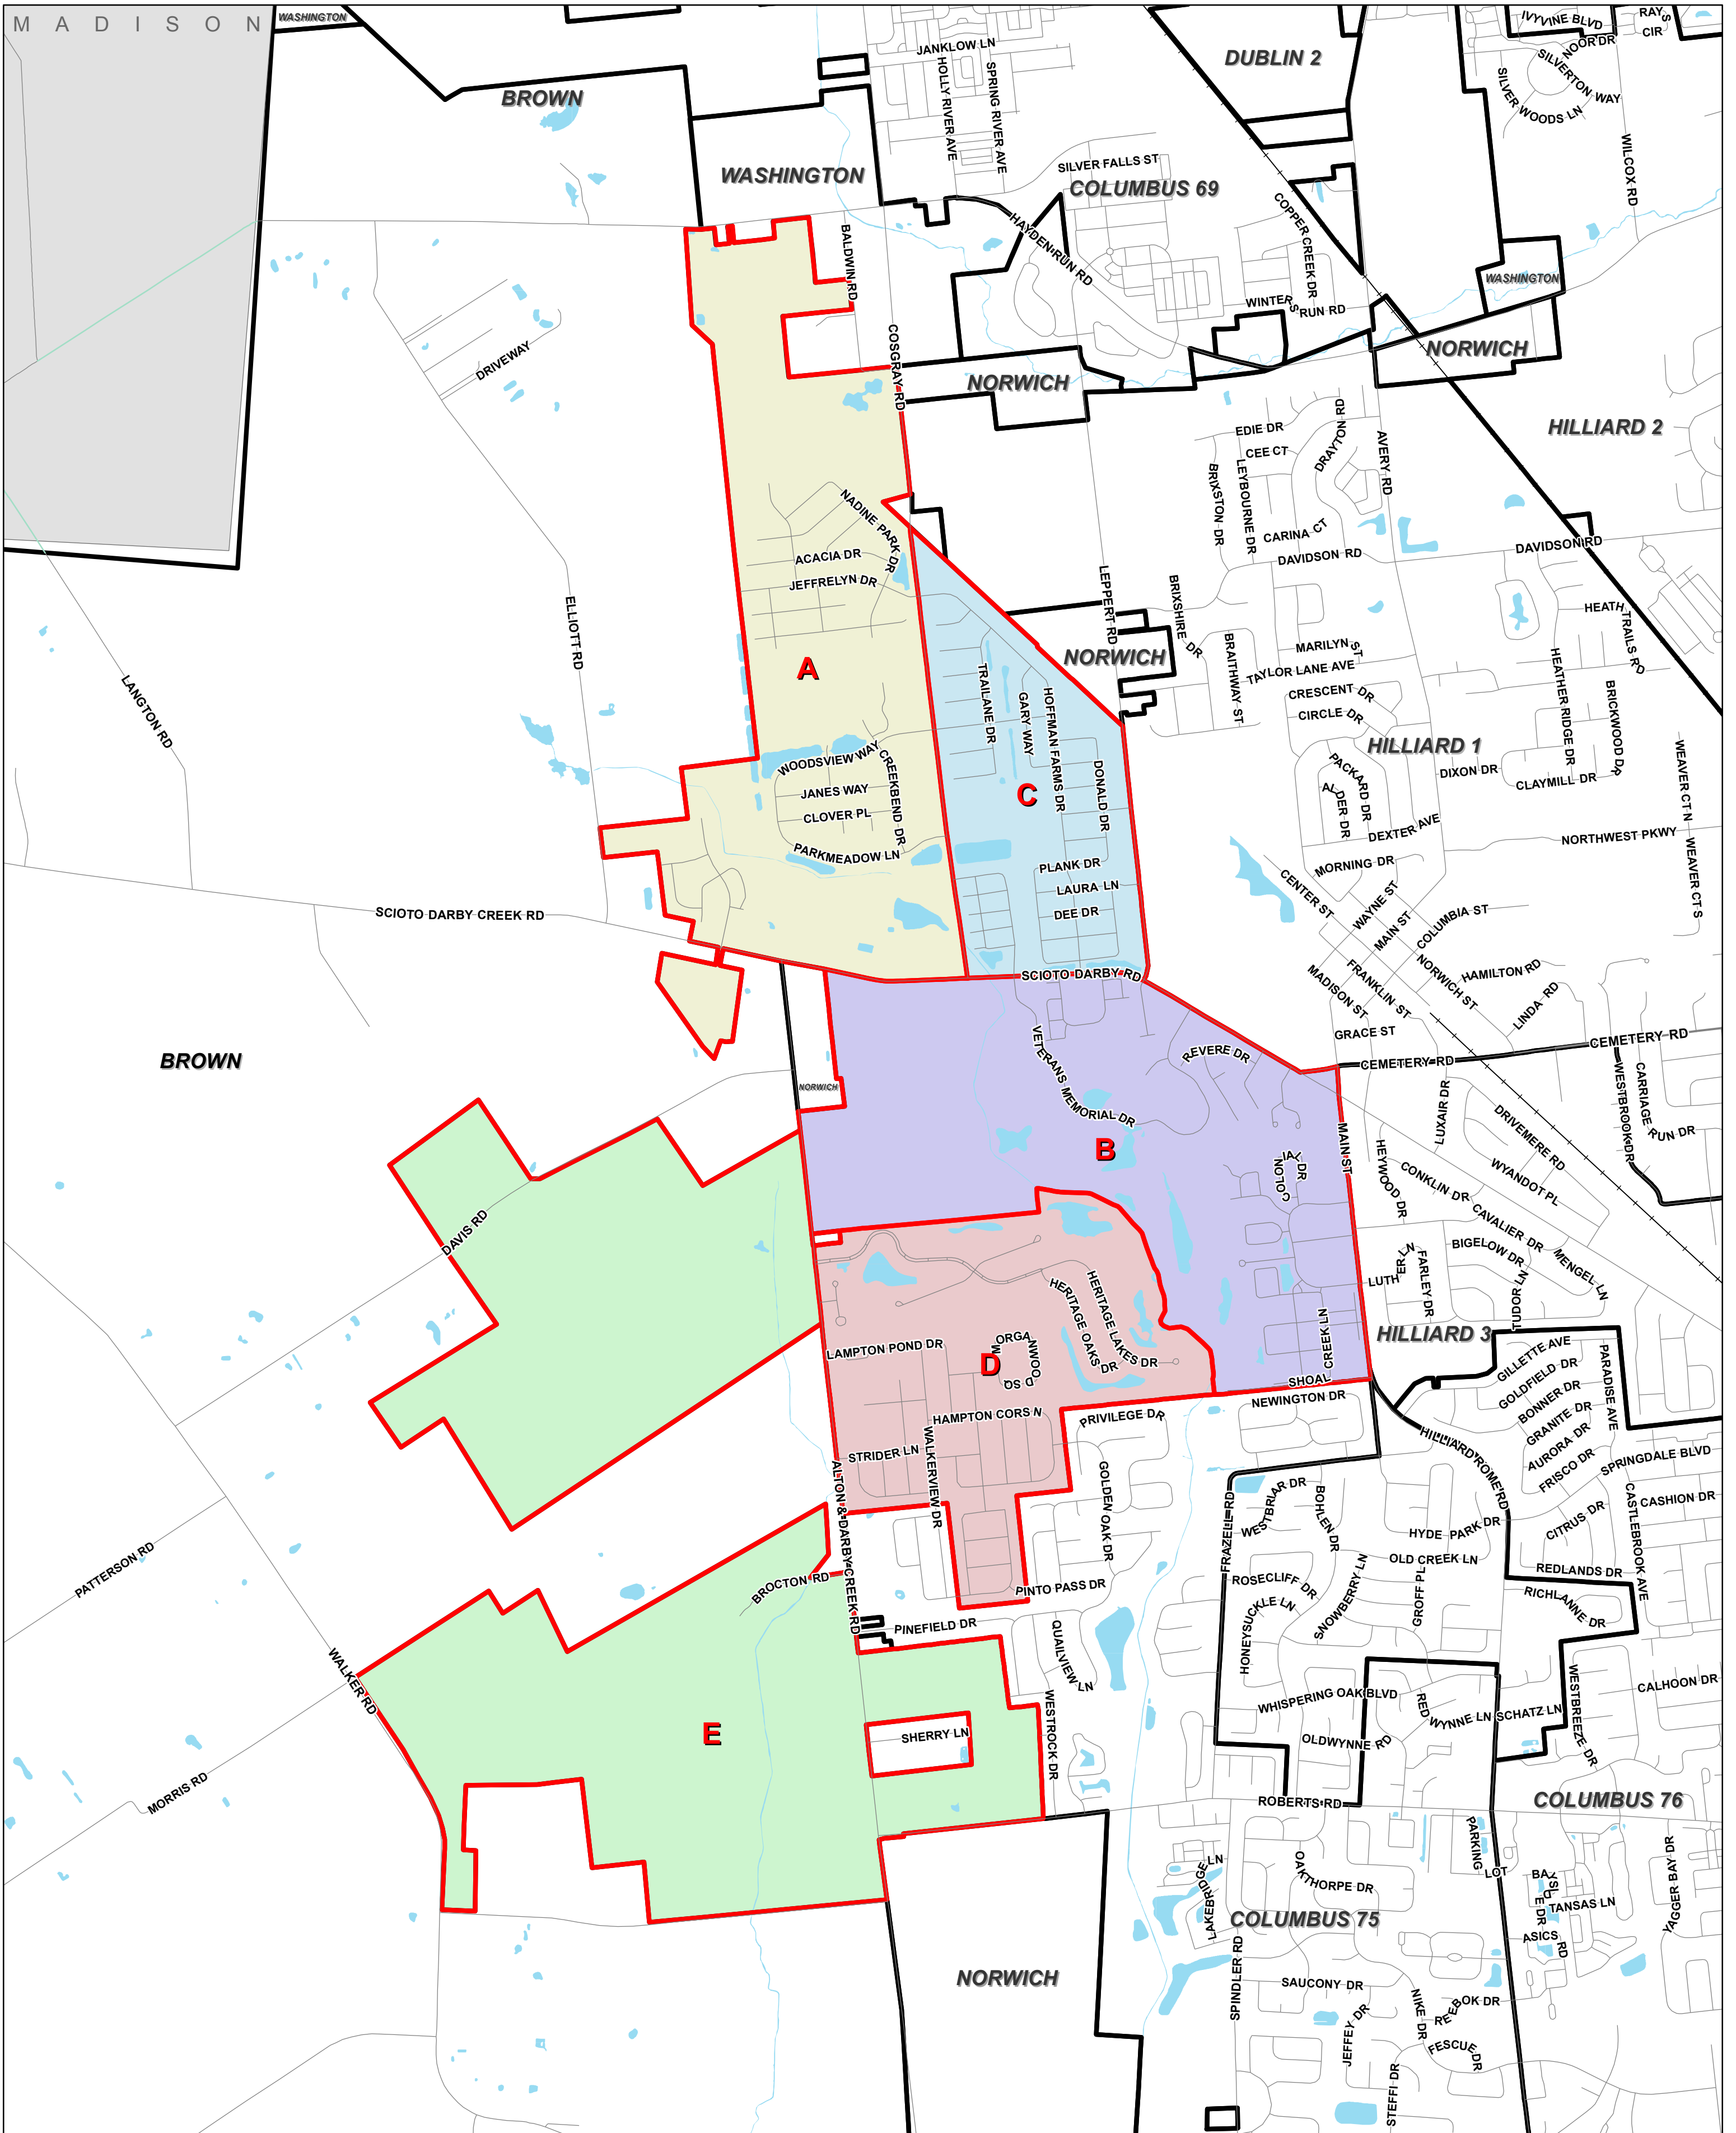 MADISON
WASHINGTON
BROWN
WASHINGTON
JANKLOW LN
HOLLY RIVER AVE
SPRING RIVER AVE
SILVER FALLS ST
COLUMBUS 69
DUBLIN 2
IVYVINE BLVD
RAYS CIR
NOOR DR
SILVERTON WAY
SILVER WOODS LN
WILCOX RD
HAYDEN RUN RD
COPPER CREEK DR
WINTERS RUN RD
WASHINGTON
NORWICH
BALDWIN RD
COSGRAY RD
NORWICH
DRIVEWAY
HILLIARD 2
EDIE DR
CEE CT
DRAYTON RD
AVERY RD
BRIXSTON DR
LEYBOURNE DR
CARINA CT
DAVIDSON RD
DAVIDSON RD
NADINE PARK DR
ACACIA DR
JEFFRELYN DR
ELLIOTT RD
LANGTON RD
LEPPERT RD
BRIXSHIRE DR
NORWICH
BRAITHWAY ST
MARILYN ST
TAYLOR LANE AVE
CRESCENT DR
CIRCLE DR
HEATH TRAILS RD
HEATHER RIDGE DR
BRICKWOOD DR
HILLIARD 1
A
TRAILANE DR
GARY WAY
HOFFMAN FARMS DR
DONALD DR
C
WOODSVIEW WAY
JANES WAY
CLOVER PL
CREEKBEND DR
PARKMEADOW LN
PACKARD DR
ALDER DR
DIXON DR
CLAYMILL DR
WEAVER CT N
WEAVER CT S
DEXTER AVE
NORTHWEST PKWY
MORNING DR
PLANK DR
LAURA LN
DEE DR
CENTER ST
WAYNE ST
MAIN ST
COLUMBIA ST
SCIOTO DARBY CREEK RD
SCIOTO DARBY RD
MADISON ST
FRANKLIN ST
NORWICH ST
HAMILTON RD
LINDA RD
GRACE ST
CEMETERY RD
CEMETERY RD
BROWN
NORWICH
VETERANS MEMORIAL DR
REVERE DR
B
COLONIAL DR
MAIN ST
LUXAIR DR
DRIVEMERE RD
WYANDOT PL
WESTBROOK DR
CARRIAGE RUN DR
HEYWOOD DR
CONKLIN DR
CAVALIER DR
BIGELOW DR
MENGEL LN
LUTHER LN
FARLEY DR
TUDOR LN
DAVIS RD
HILLIARD 3
HERITAGE OAKS DR
HERITAGE LAKES DR
LAMPTON POND DR
MORGANWOOD SQ
D
SHOAL CREEK LN
NEWINGTON DR
GILLETTE AVE
GOLDFIELD DR
BONNER DR
GRANITE DR
AURORA DR
FRISCO DR
PARADISE AVE
SPRINGDALE BLVD
HAMPTON CORS N
PRIVILEGE DR
STRIDER LN
WALKERVIEW DR
GOLDEN OAK DR
HILLIARD ROME RD
ALTON & DARBY CREEK RD
FRAZELL RD
WESTBRIAR DR
BOHLEN DR
HYDE PARK DR
OLD CREEK LN
CITRUS DR
CASTLEBROOK AVE
CASHION DR
REDLANDS DR
RICHLANNE DR
PATTERSON RD
BROCTON RD
PINTO PASS DR
ROSECLIFF DR
HONEYSUCKLE LN
SNOWBERRY LN
GROFF PL
PINEFIELD DR
QUAILVIEW LN
WALKER RD
WESTROCK DR
WHISPERING OAK BLVD
RED WYNNE LN
SCHATZ LN
WESTBREEZE DR
CALHOON DR
E
SHERRY LN
OLDWYNNE RD
MORRIS RD
ROBERTS RD
COLUMBUS 76
PARKING LOT
LAKEBRIDGE LN
OAKTHORPE DR
BAYSIDE DR
TANSAS LN
YAGGER BAY DR
ASICS RD
COLUMBUS 75
SPINDLER RD
NORWICH
SAUCONY DR
NIKE DR
REEBOK DR
JEFFEY DR
FESCUE DR
STEFFI DR